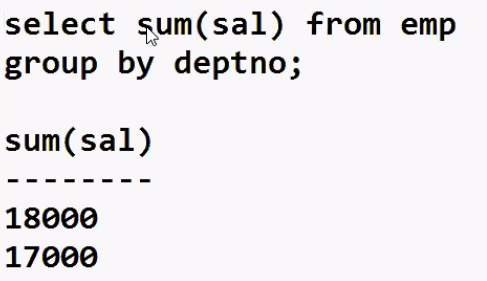 select sum(sal) from emp
group by deptno;
sum(sal)
--------
18000
17000